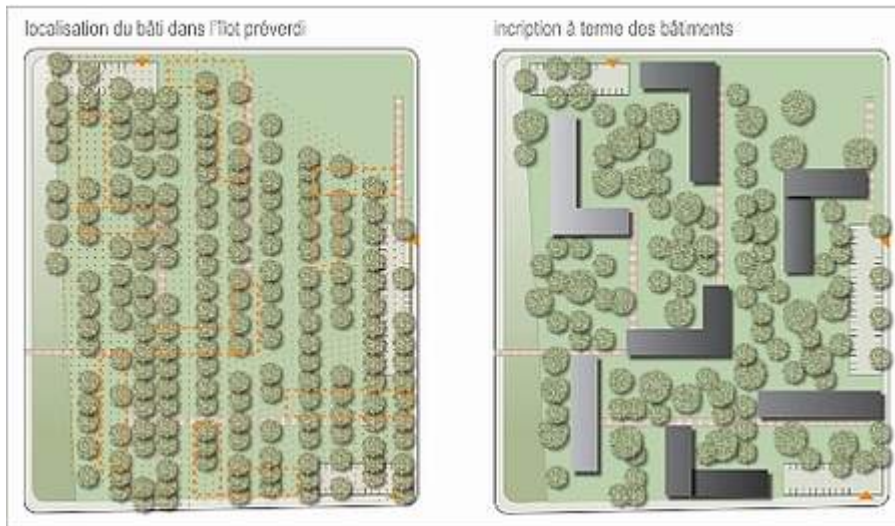 localisation du bâti dans l'îlot préverdi
incription à terme des bâtiments